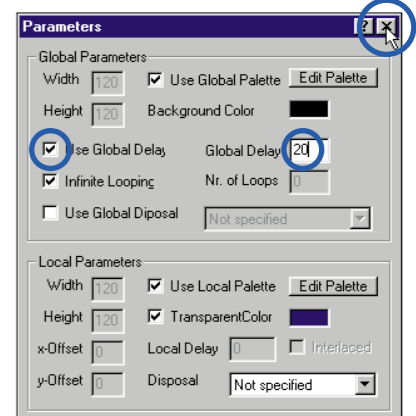 Parameters
Global Parameters
Width 120 Use Global Palette Edit Palette
Height 120 Background Color
Use Global Delay Global Delay 20
Infinite Looping Nr. of Loops 0
Use Global Diposal Not specified
Local Parameters
Width 120 Use Local Palette Edit Palette
Height 120 TransparentColor
x-Offset 0 Local Delay 0 Interlaced
y-Offset 0 Disposal Not specified